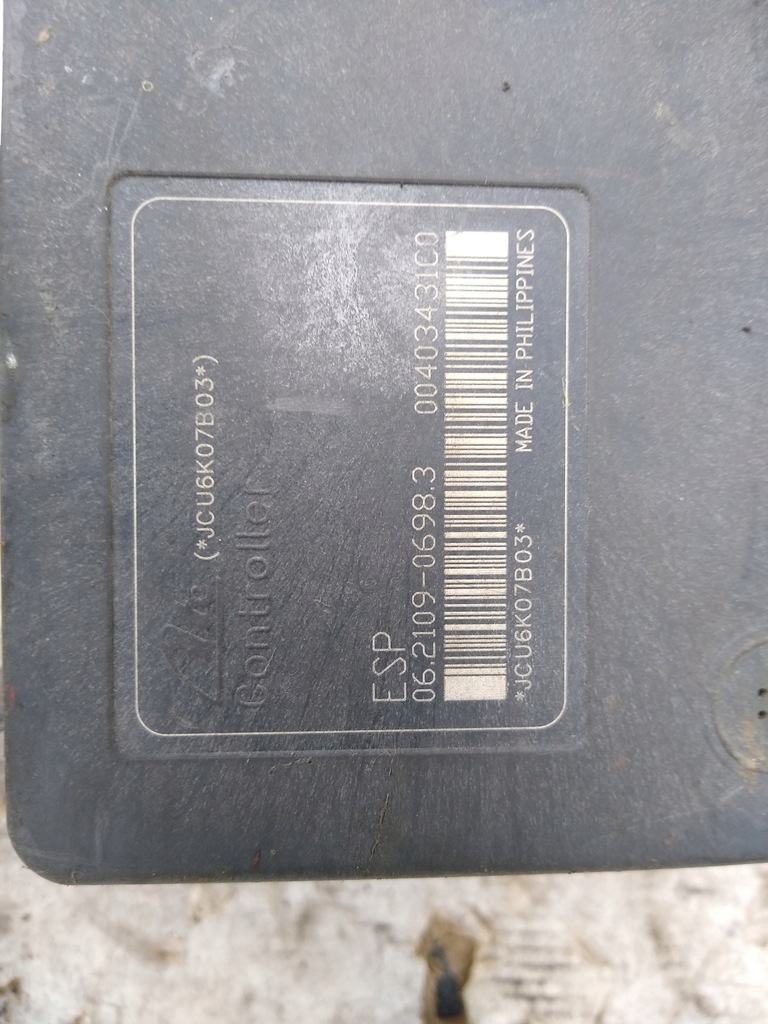 (*JCU6K07B03*)
Controller
ESP
06.2109-0698.3 00403431C0
*JCU6K07B03* MADE IN PHILIPPINES